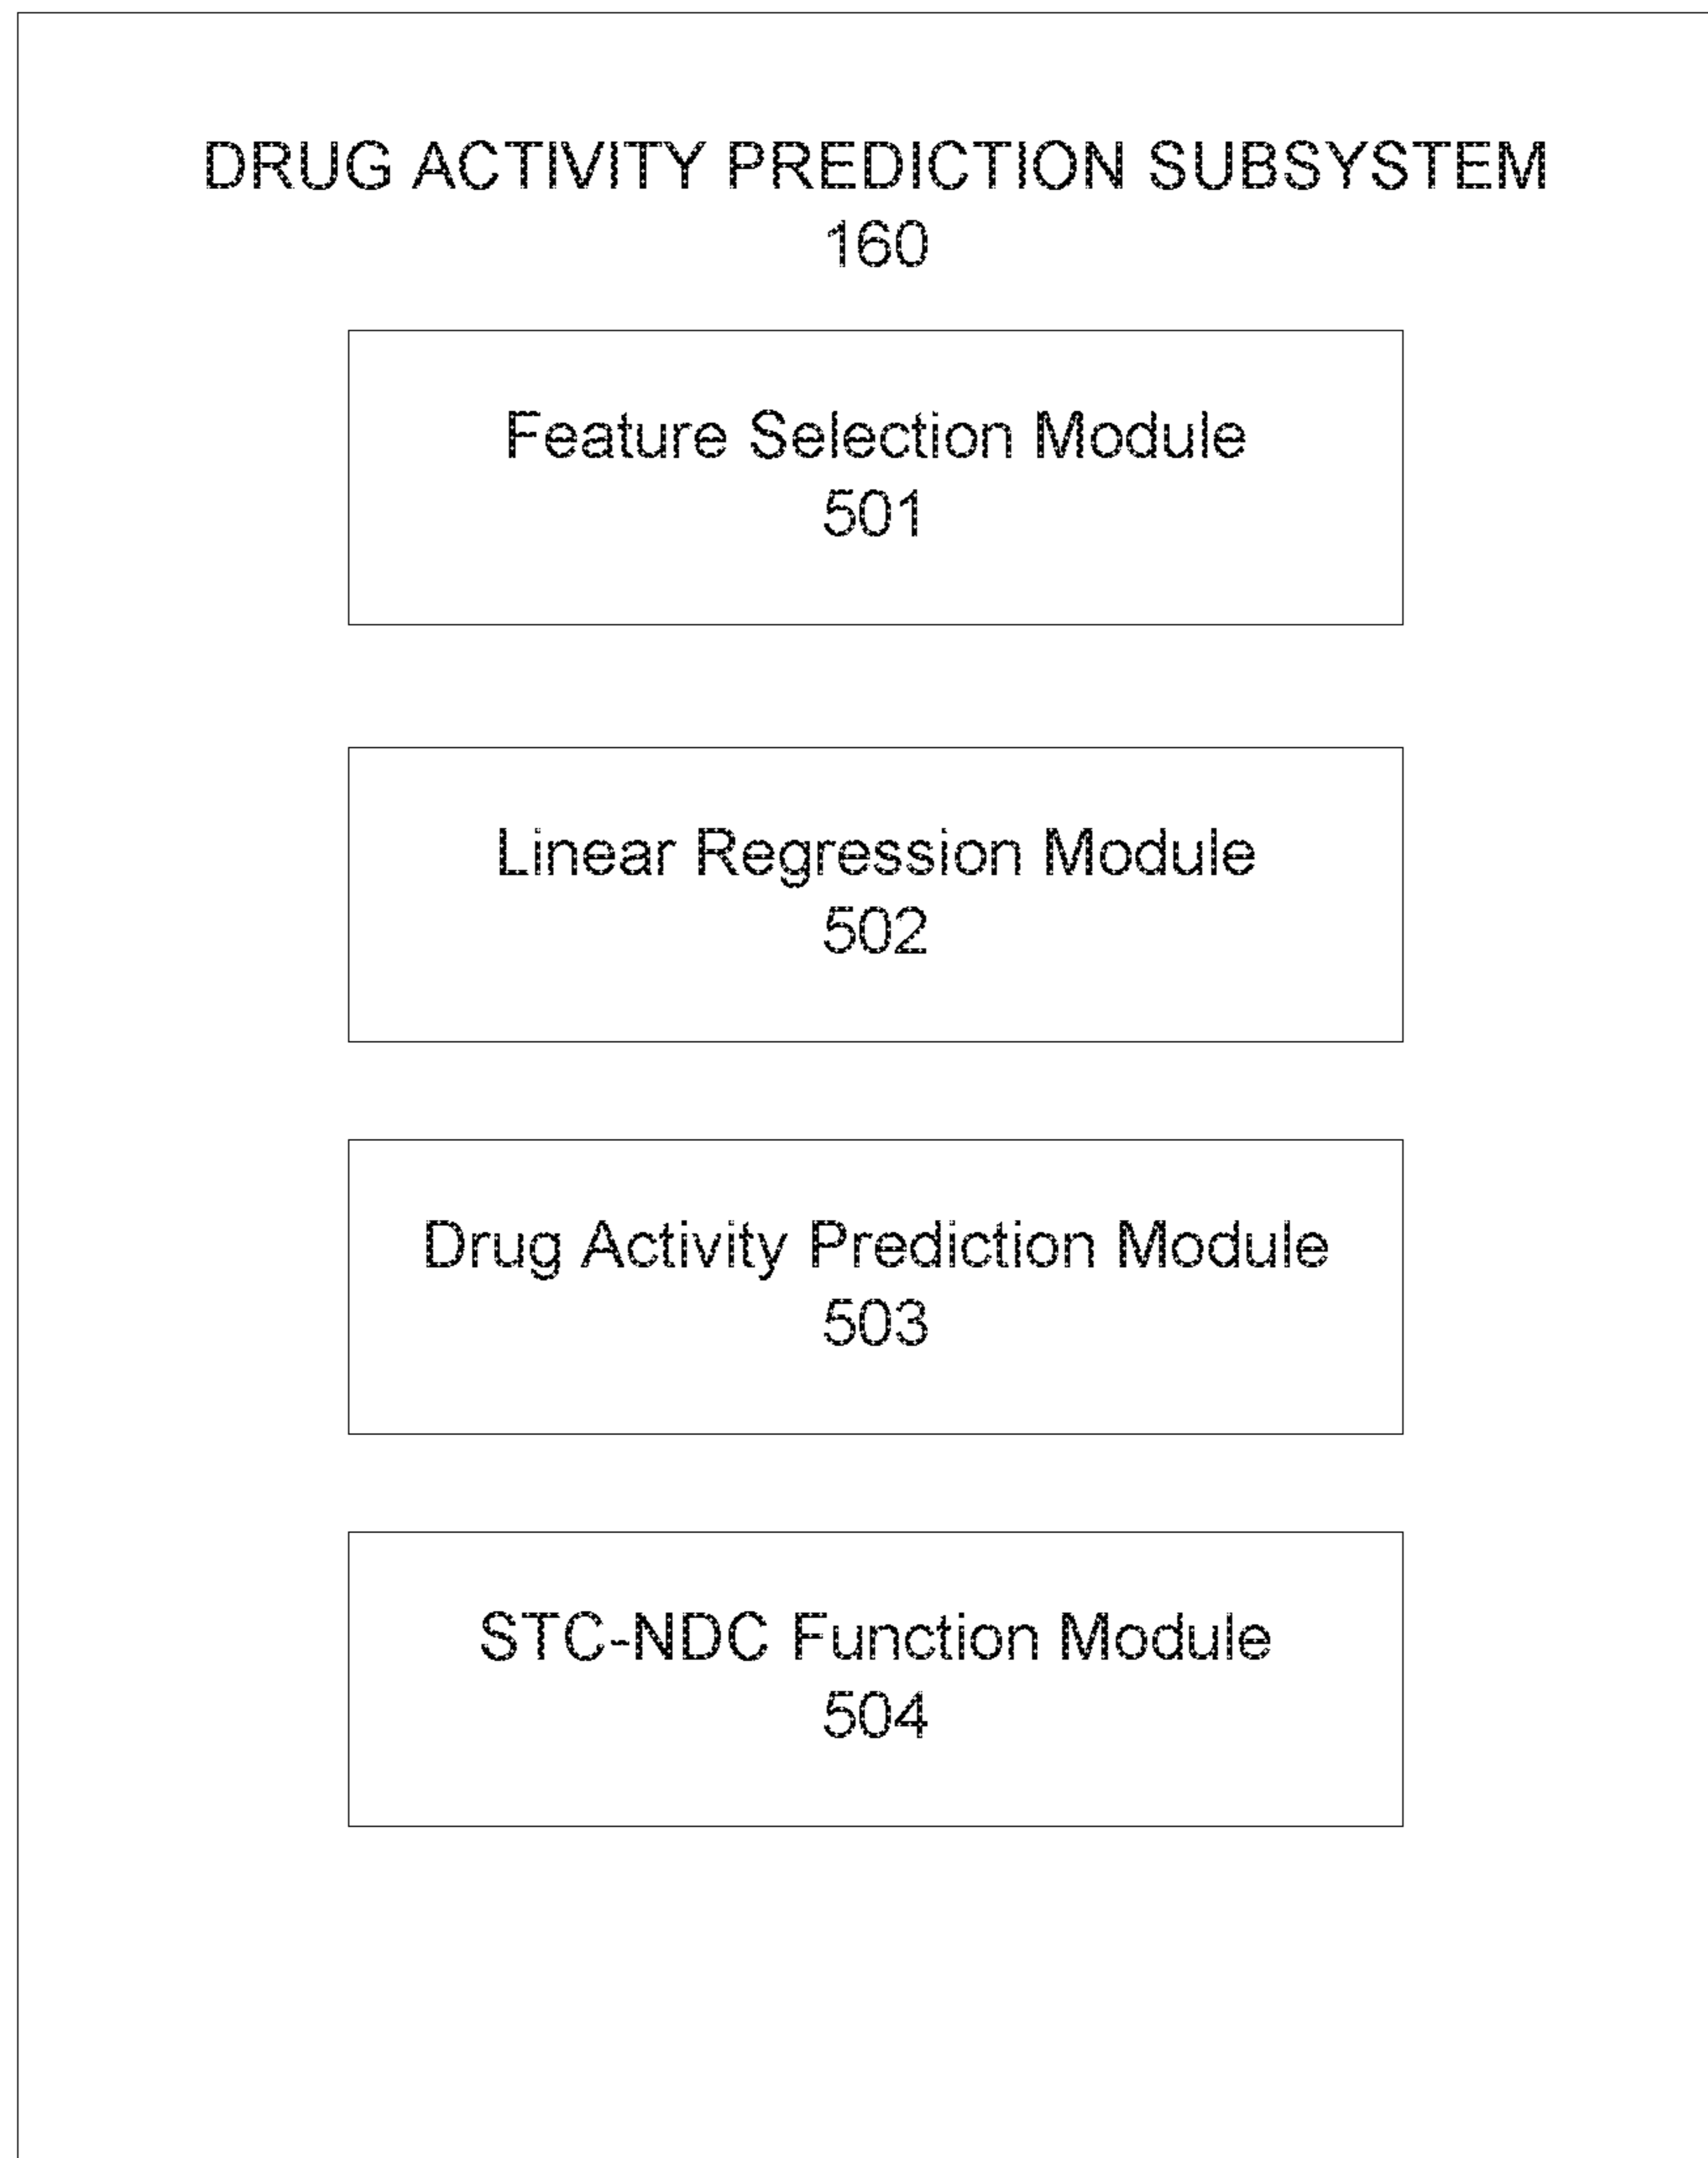 DRUG ACTIVITY PREDICTION SUBSYSTEM
160
Feature Selection Module
501
Linear Regression Module
502
Drug Activity Prediction Module
503
STC-NDC Function Module
504